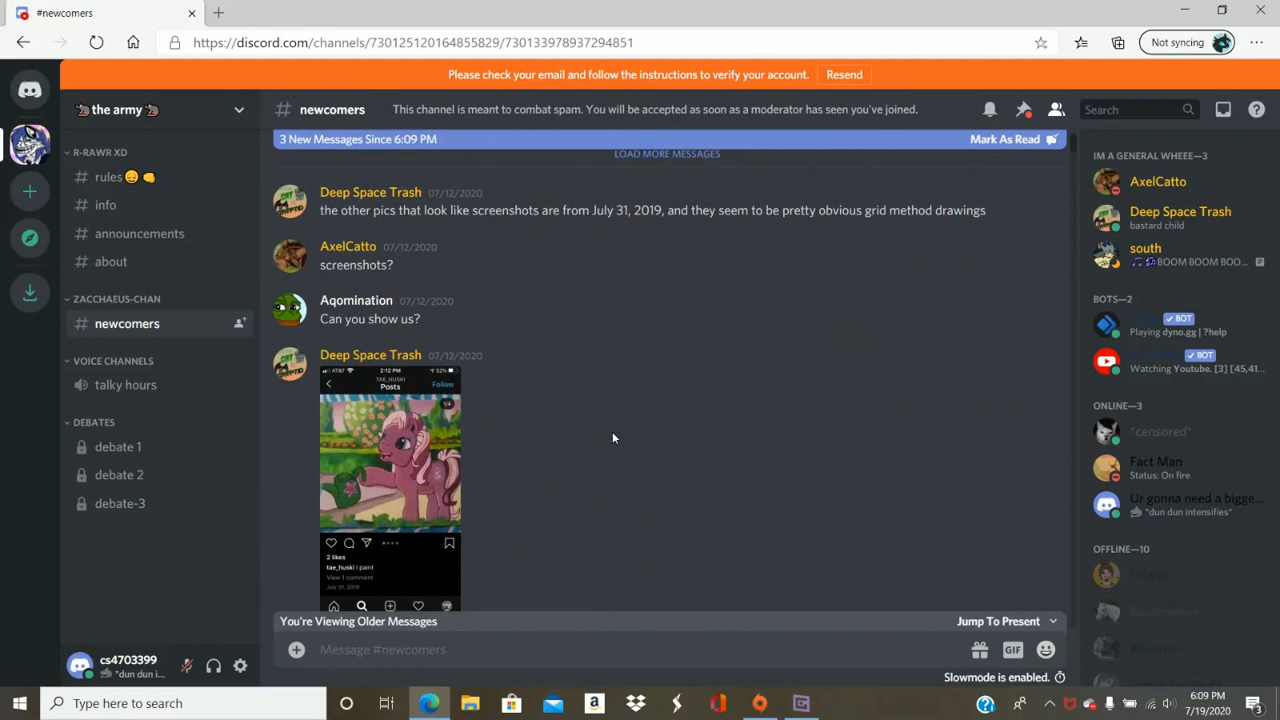 #newcomers
https://discord.com/channels/730125120164855829/730133978937294851
Not syncing
Please check your email and follow the instructions to verify your account.
Resend
the army
# newcomers
This channel is meant to combat spam. You will be accepted as soon as a moderator has seen you've joined.
Search
3 New Messages Since 6:09 PM
Mark As Read
LOAD MORE MESSAGES
R-RAWR XD
# rules
# info
# announcements
# about
ZACCHAEUS-CHAN
# newcomers
VOICE CHANNELS
talky hours
DEBATES
debate 1
debate 2
debate-3
cs4703399
*dun dun i...
Deep Space Trash 07/12/2020
the other pics that look like screenshots are from July 31, 2019, and they seem to be pretty obvious grid method drawings
AxelCatto 07/12/2020
screenshots?
Aqomination 07/12/2020
Can you show us?
Deep Space Trash 07/12/2020
AT&T 2:12 PM 52%
TAE_HUSKI
Posts
Follow
1/4
2 likes
tae_huski I paint
View 1 comment
July 31, 2019
You're Viewing Older Messages
Jump To Present
Message #newcomers
GIF
Slowmode is enabled.
IM A GENERAL WHEEE—3
AxelCatto
Deep Space Trash
bastard child
south
BOOM BOOM BOO...
BOTS—2
BOT
Playing dyno.gg | ?help
BOT
Watching Youtube. [3] [45,41...
ONLINE—3
*censored*
Fact Man
Status: On fire
Ur gonna need a bigge...
*dun dun intensifies*
OFFLINE—10
Type here to search
6:09 PM
7/19/2020
3